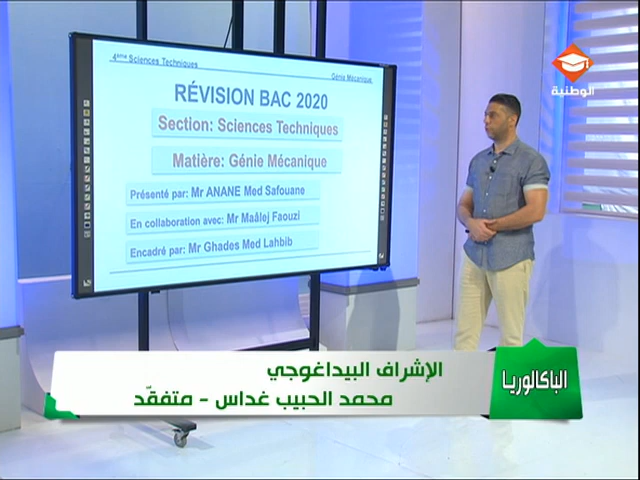 4ème Sciences Techniques
Génie Mécanique
RÉVISION BAC 2020
Section: Sciences Techniques
Matière: Génie Mécanique
Présenté par: Mr ANANE Med Safouane
En collaboration avec: Mr Maâlej Faouzi
Encadré par: Mr Ghades Med Lahbib
الوطنية
الباكالوريا
الإشراف البيداغوجي
محمد الحبيب غداس - متفقّد